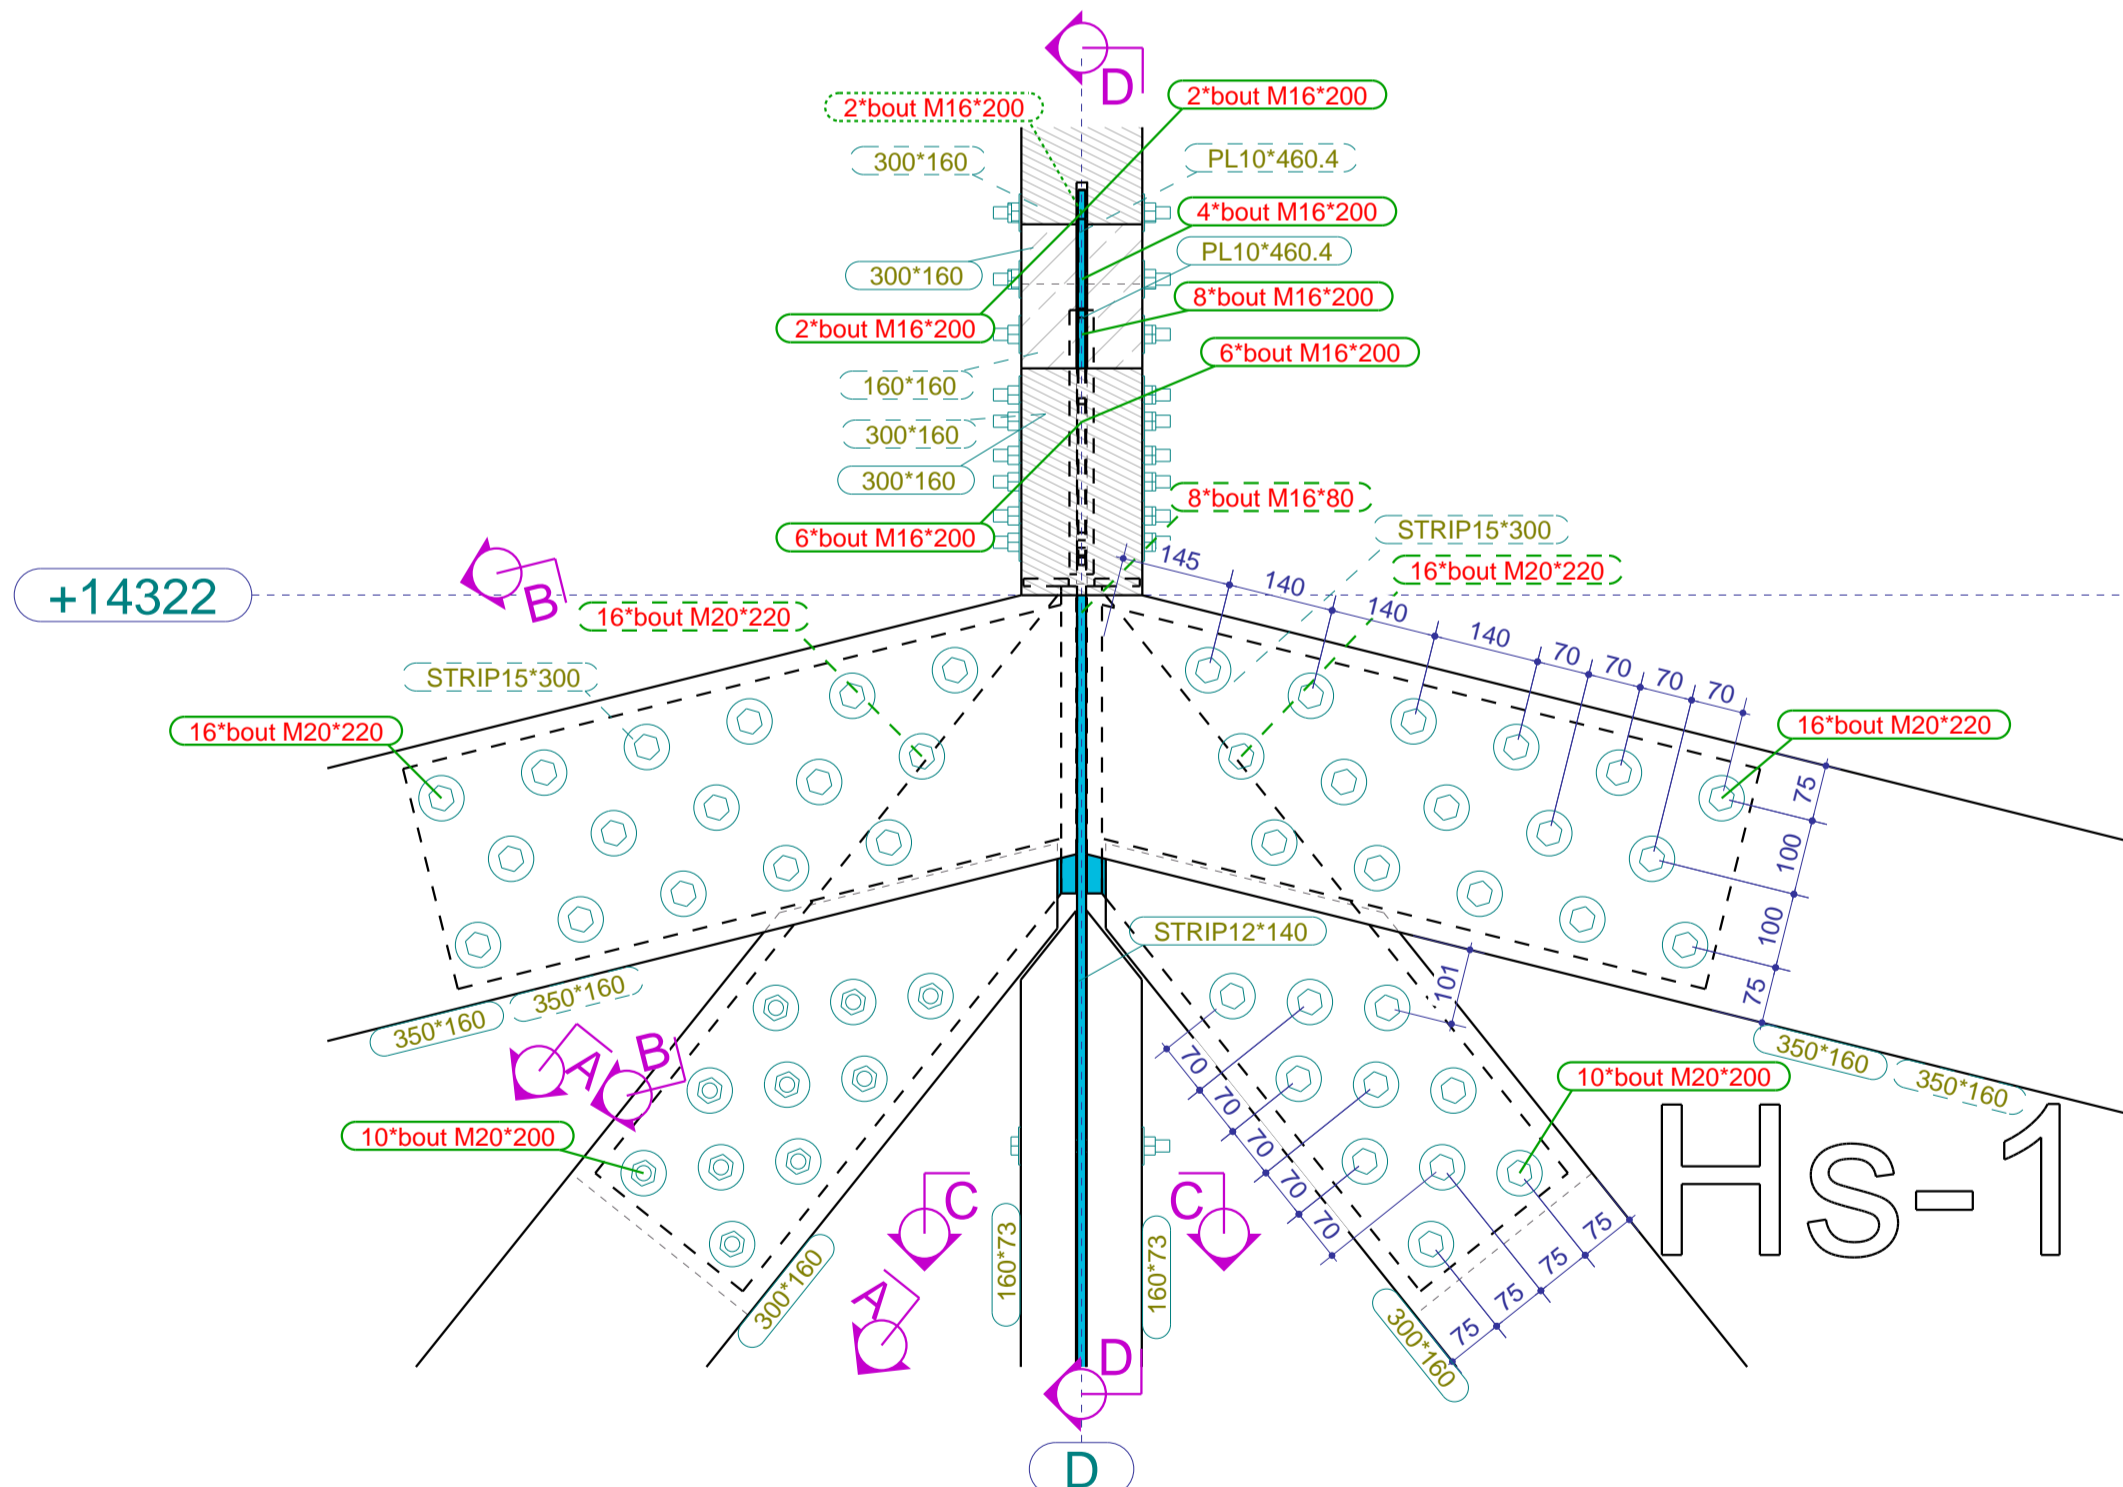 D
2*bout M16*200
2*bout M16*200
300*160
PL10*460.4
4*bout M16*200
PL10*460.4
300*160
8*bout M16*200
2*bout M16*200
6*bout M16*200
160*160
300*160
300*160
8*bout M16*80
6*bout M16*200
STRIP15*300
145
140
140
140
70
70
70
70
16*bout M20*220
+14322
B
16*bout M20*220
STRIP15*300
16*bout M20*220
16*bout M20*220
75
100
100
75
STRIP12*140
101
350*160
350*160
350*160
350*160
A
B
10*bout M20*200
10*bout M20*200
Hs-1
70
70
70
70
70
C
C
75
75
75
75
160*73
160*73
300*160
300*160
A
D
D